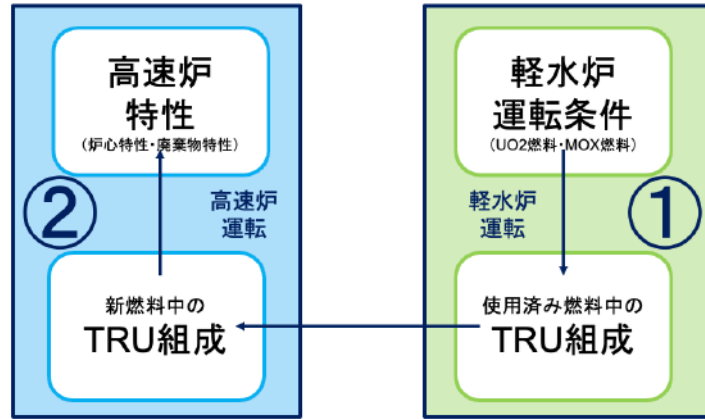 高速炉
特性
(炉心特性・廃棄物特性)
②
高速炉
運転
新燃料中の
TRU組成
軽水炉
運転条件
(UO2燃料・MOX燃料)
軽水炉
運転
①
使用済み燃料中の
TRU組成